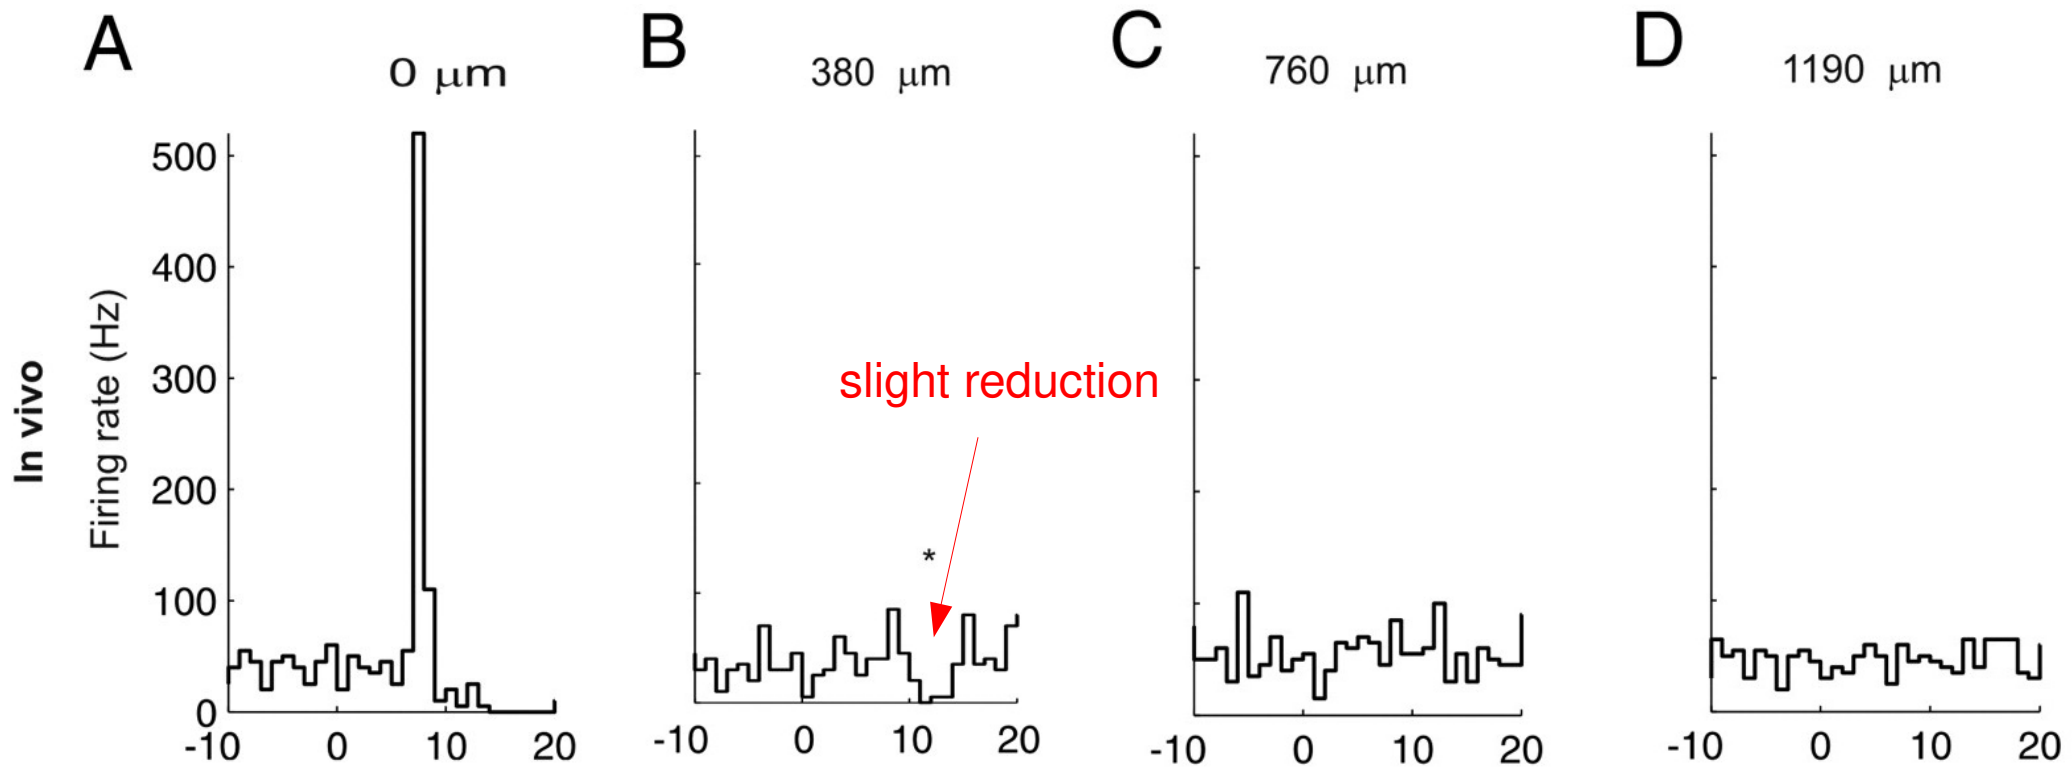 A
0 μm
B
380 μm
C
760 μm
D
1190 μm
In vivo
Firing rate (Hz)
500
400
300
200
100
0
-10 0 10 20
slight reduction
*
-10 0 10 20
-10 0 10 20
-10 0 10 20